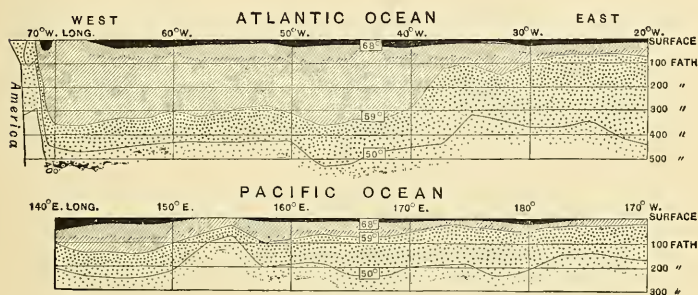 WEST ATLANTIC OCEAN EAST
70°W. LONG. 60°W. 50°W. 40°W. 30°W. 20°W.
SURFACE
68°
100 FATH
200 "
300 "
59°
400 "
50°
500 "
America
40°
PACIFIC OCEAN
140°E. LONG. 150°E. 160°E. 170°E. 180° 170°W.
SURFACE
68°
59°
100 FATH
50°
200 "
300 "